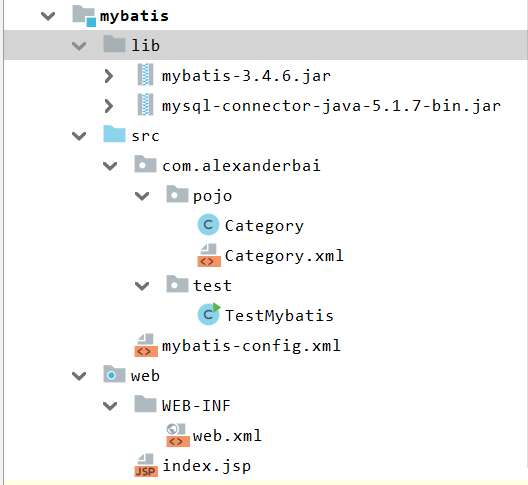 mybatis
lib
mybatis-3.4.6.jar
mysql-connector-java-5.1.7-bin.jar
src
com.alexanderbai
pojo
C Category
<> Category.xml
test
C TestMybatis
<> mybatis-config.xml
web
WEB-INF
<> web.xml
JSP index.jsp